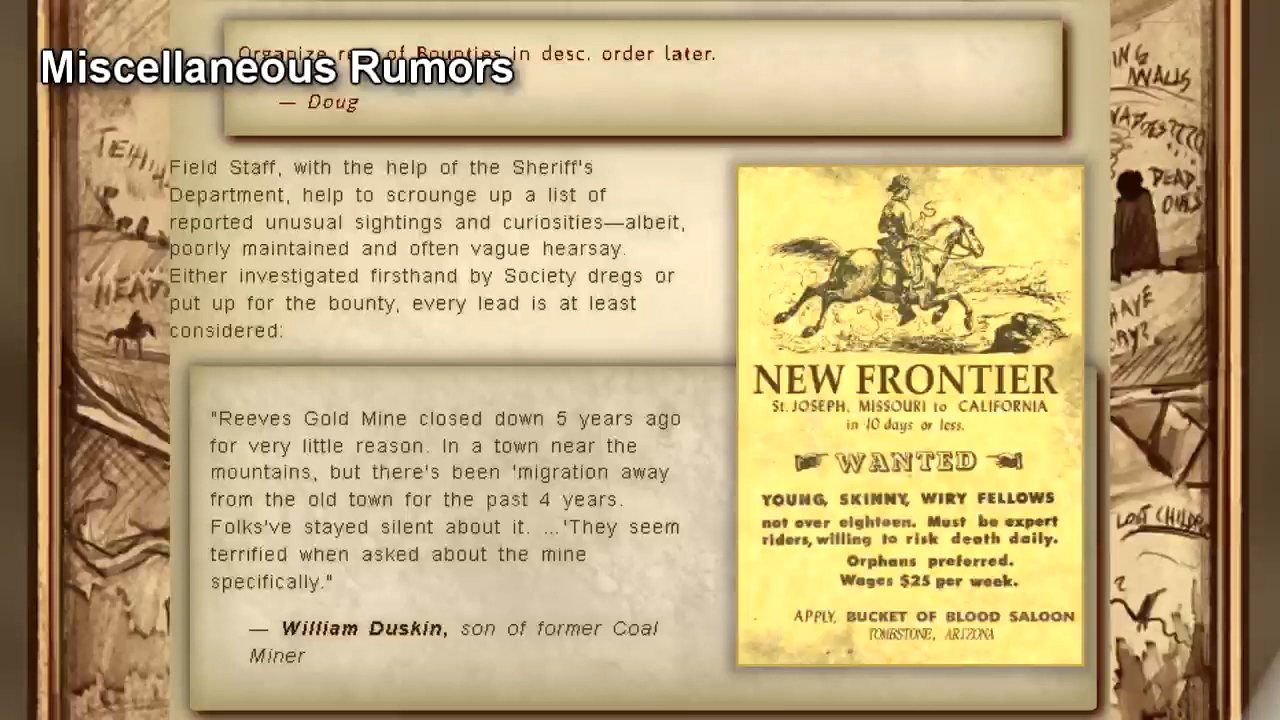 Miscellaneous Rumors
Organize of Bounties in desc. order later.
— Doug
Field Staff, with the help of the Sheriff's
Department, help to scrounge up a list of
reported unusual sightings and curiosities—albeit,
poorly maintained and often vague hearsay.
Either investigated firsthand by Society dregs or
put up for the bounty, every lead is at least
considered:
"Reeves Gold Mine closed down 5 years ago
for very little reason. In a town near the
mountains, but there's been 'migration away
from the old town for the past 4 years.
Folks've stayed silent about it. ...'They seem
terrified when asked about the mine
specifically."
— William Duskin, son of former Coal
Miner
NEW FRONTIER
St. JOSEPH, MISSOURI to CALIFORNIA
in 10 days or less.
WANTED
YOUNG, SKINNY, WIRY FELLOWS
not over eighteen. Must be expert
riders, willing to risk death daily.
Orphans preferred.
Wages $25 per week.
APPLY, BUCKET OF BLOOD SALOON
TOMBSTONE, ARIZONA
WALLS
DEAD
HEAD
LOST CHILDR